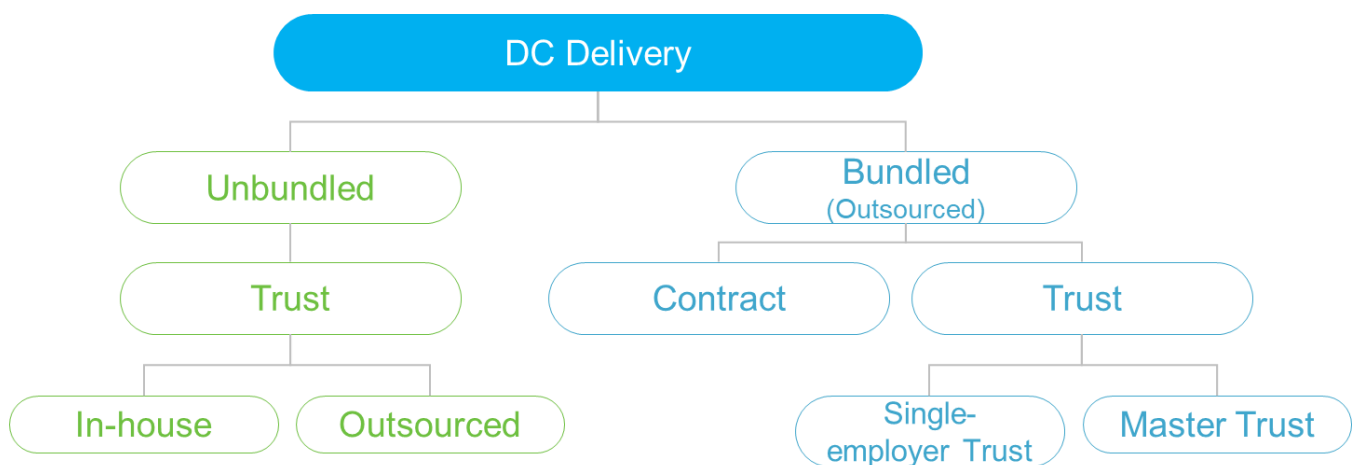 DC Delivery
Unbundled
Bundled
(Outsourced)
Trust
Contract
Trust
In-house
Outsourced
Single-
employer Trust
Master Trust